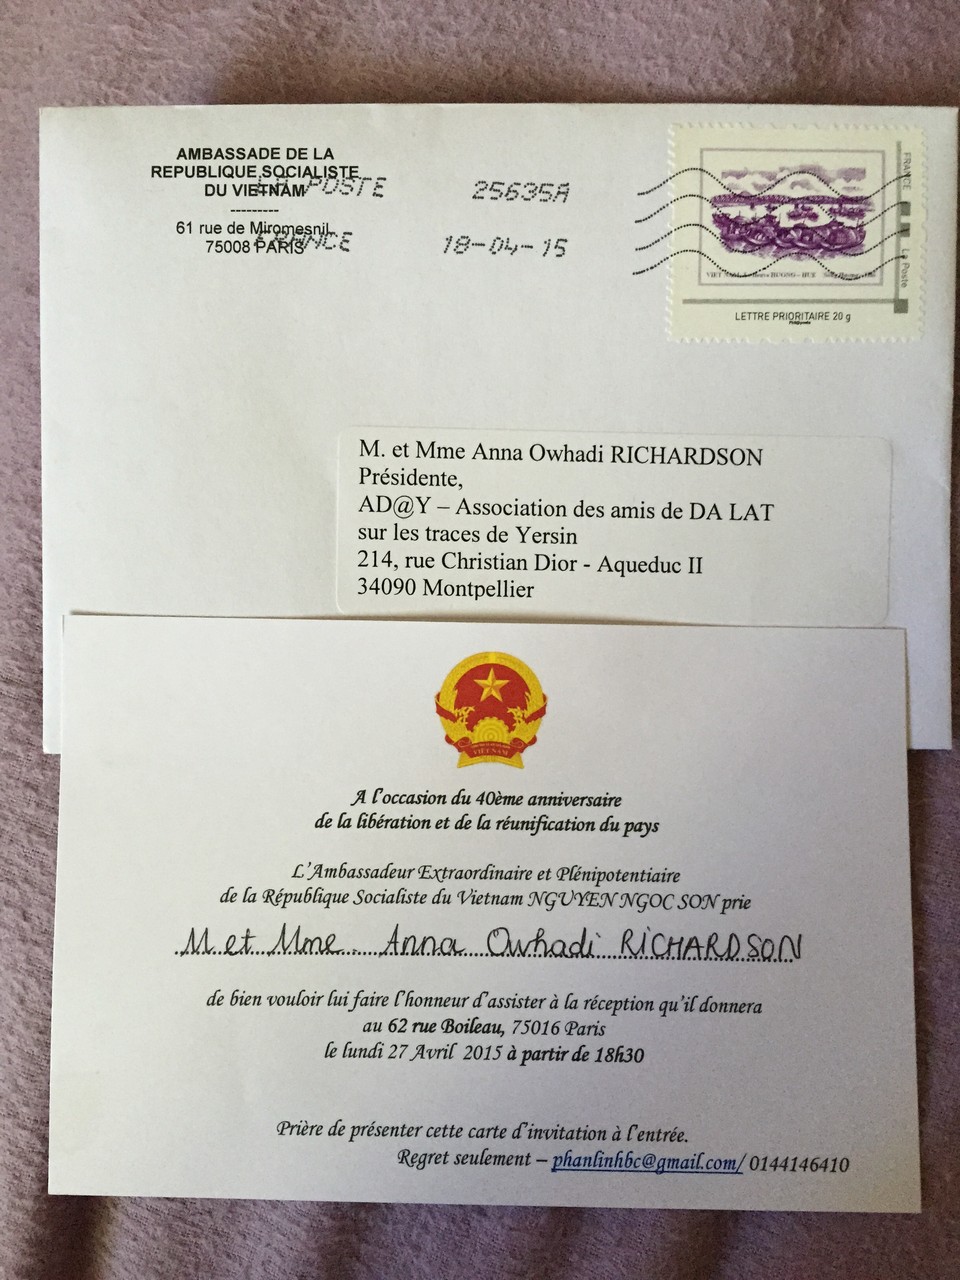 AMBASSADE DE LA
REPUBLIQUE SOCIALISTE
DU VIETNAM
---------
61 rue de Miromesnil
75008 PARIS
LA POSTE 25635A
FRANCE 18-04-15
FRANCE
La Poste
LETTRE PRIORITAIRE 20 g
M. et Mme Anna Owhadi RICHARDSON
Présidente,
AD@Y – Association des amis de DA LAT
sur les traces de Yersin
214, rue Christian Dior - Aqueduc II
34090 Montpellier
VIỆT NAM
A l'occasion du 40ème anniversaire
de la libération et de la réunification du pays
L'Ambassadeur Extraordinaire et Plénipotentiaire
de la République Socialiste du Vietnam NGUYEN NGOC SON prie
M et Mme Anna Owhadi RICHARDSON
de bien vouloir lui faire l'honneur d'assister à la réception qu'il donnera
au 62 rue Boileau, 75016 Paris
le lundi 27 Avril 2015 à partir de 18h30
Prière de présenter cette carte d'invitation à l'entrée.
Regret seulement – phanlinhbc@gmail.com/ 0144146410